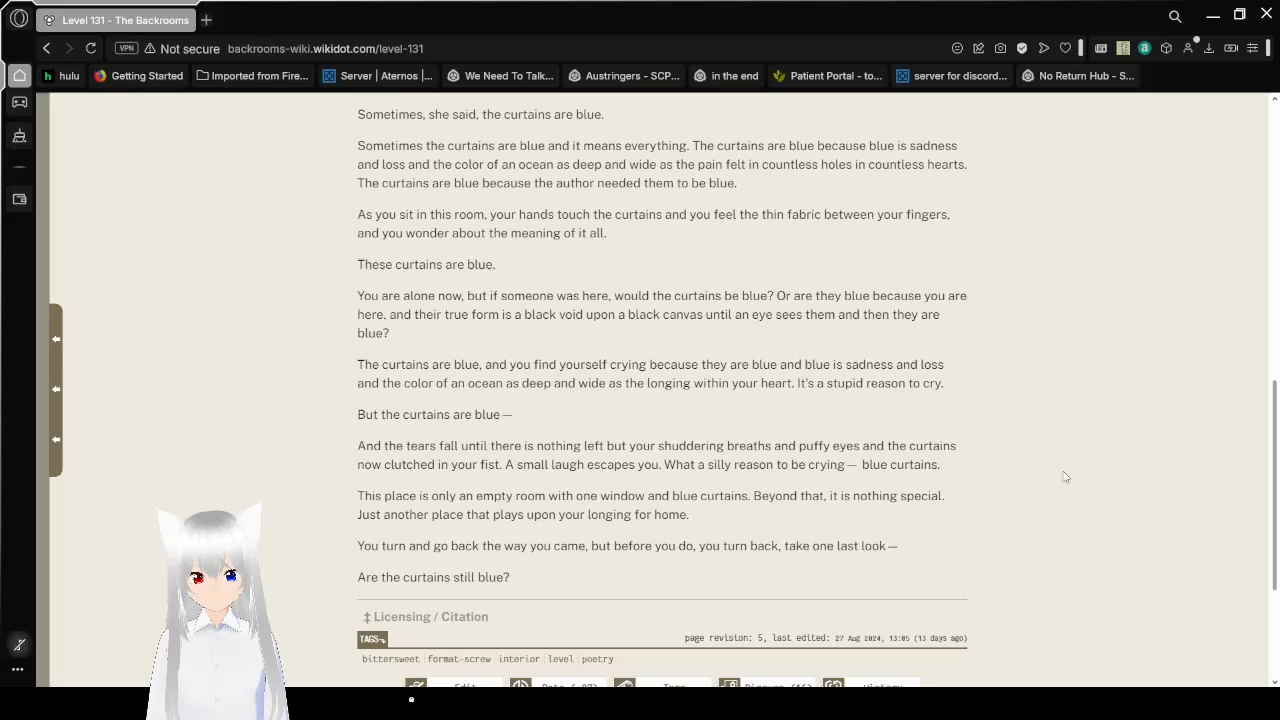 Level 131 - The Backrooms
VPN Not secure backrooms-wiki.wikidot.com/level-131
hulu Getting Started Imported from Fire... Server | Aternos |... We Need To Talk... Austringers - SCP... in the end Patient Portal - to... server for discord... No Return Hub - S...
Sometimes, she said, the curtains are blue.
Sometimes the curtains are blue and it means everything. The curtains are blue because blue is sadness
and loss and the color of an ocean as deep and wide as the pain felt in countless holes in countless hearts.
The curtains are blue because the author needed them to be blue.
As you sit in this room, your hands touch the curtains and you feel the thin fabric between your fingers,
and you wonder about the meaning of it all.
These curtains are blue.
You are alone now, but if someone was here, would the curtains be blue? Or are they blue because you are
here, and their true form is a black void upon a black canvas until an eye sees them and then they are
blue?
The curtains are blue, and you find yourself crying because they are blue and blue is sadness and loss
and the color of an ocean as deep and wide as the longing within your heart. It's a stupid reason to cry.
But the curtains are blue —
And the tears fall until there is nothing left but your shuddering breaths and puffy eyes and the curtains
now clutched in your fist. A small laugh escapes you. What a silly reason to be crying — blue curtains.
This place is only an empty room with one window and blue curtains. Beyond that, it is nothing special.
Just another place that plays upon your longing for home.
You turn and go back the way you came, but before you do, you turn back, take one last look —
Are the curtains still blue?
‡ Licensing / Citation
TAGS page revision: 5, last edited: 27 Aug 2024, 13:05 (13 days ago)
bittersweet format-screw interior level poetry